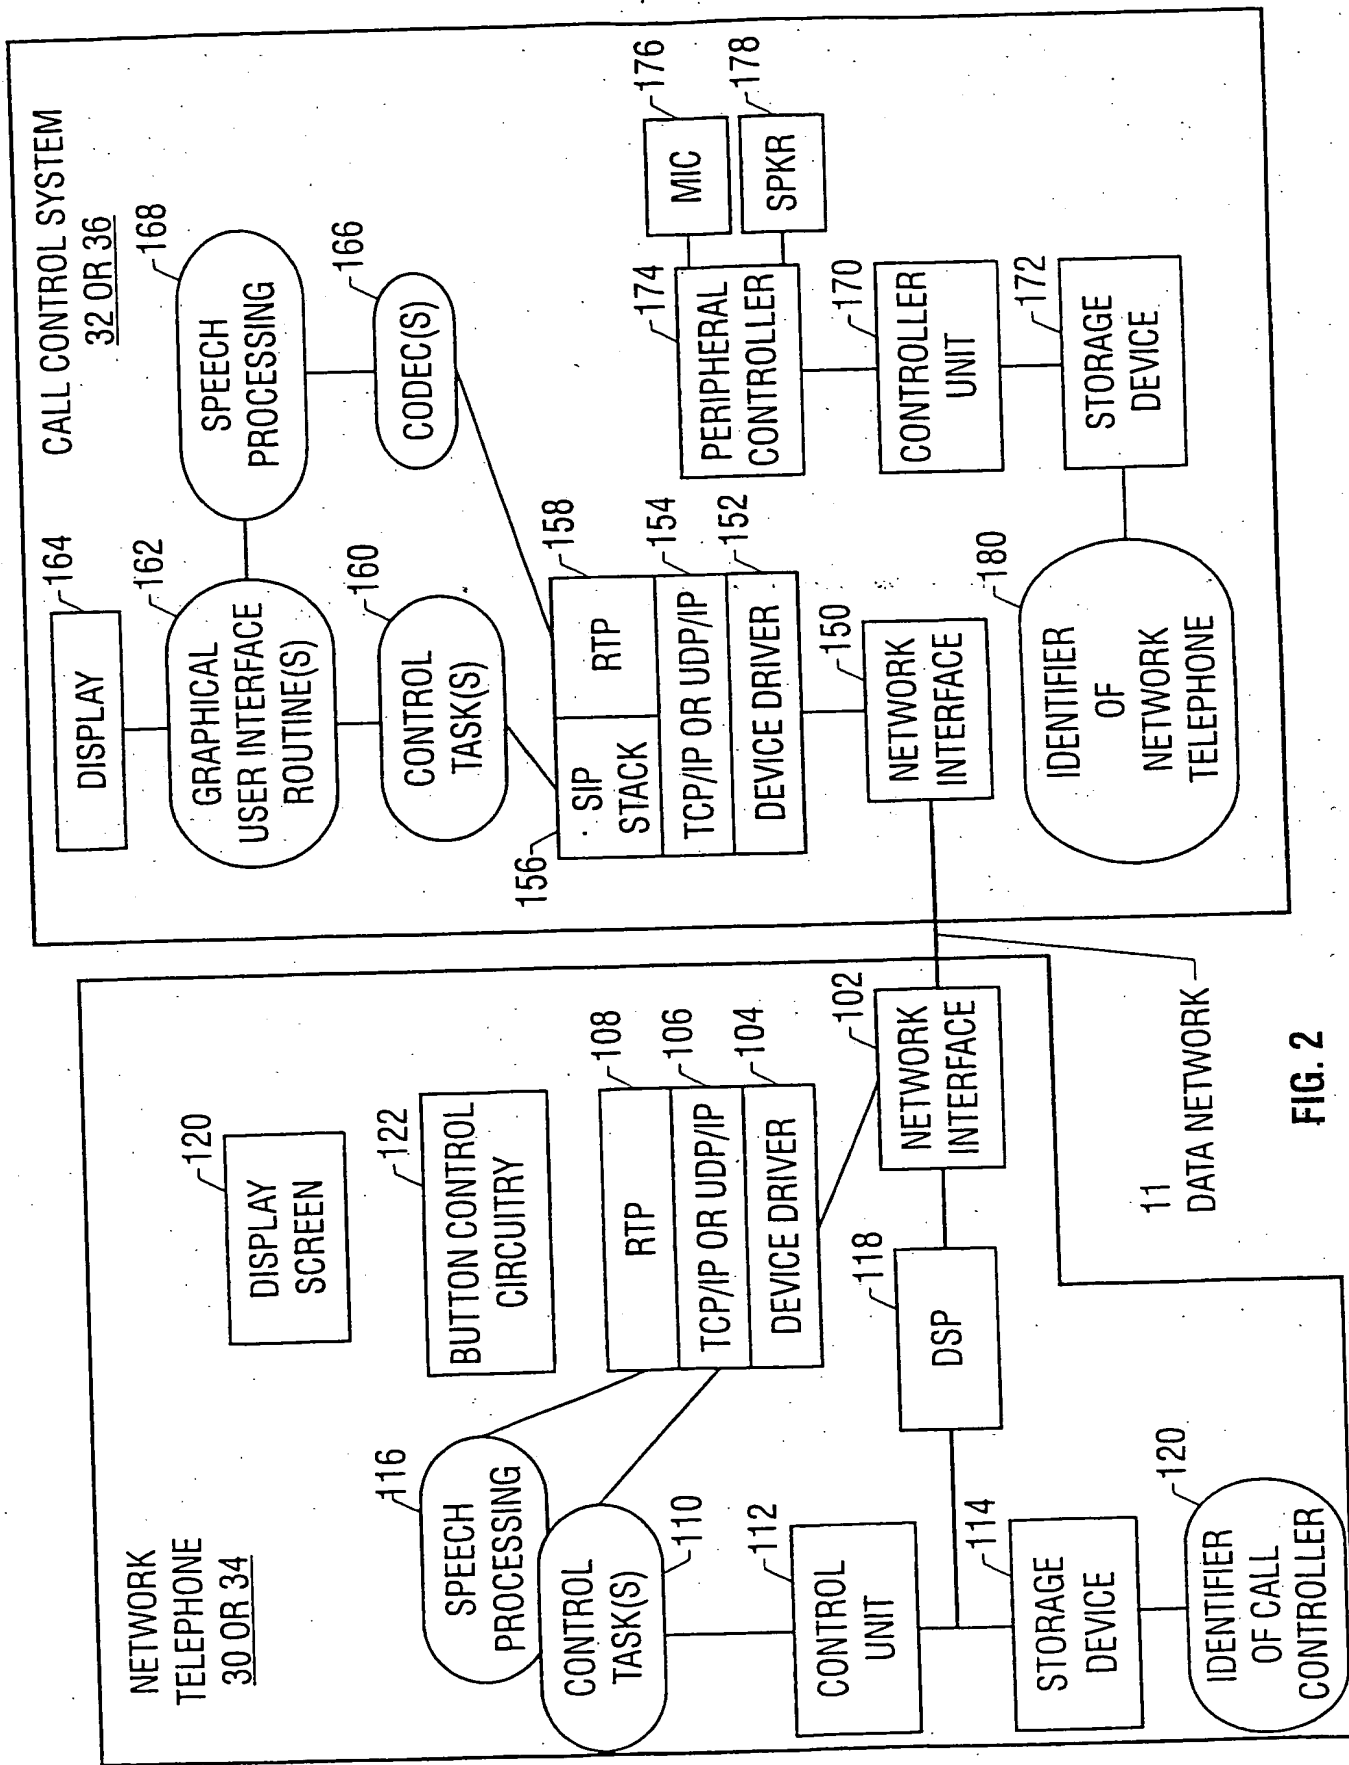 NETWORK
TELEPHONE
30 OR 34
120
DISPLAY
SCREEN
122
BUTTON CONTROL
CIRCUITRY
116
SPEECH
PROCESSING
108
RTP
106
TCP/IP OR UDP/IP
104
DEVICE DRIVER
CONTROL
TASK(S)
110
112
CONTROL
UNIT
118
DSP
102
NETWORK
INTERFACE
114
STORAGE
DEVICE
120
IDENTIFIER
OF CALL
CONTROLLER
11
DATA NETWORK
CALL CONTROL SYSTEM
32 OR 36
164
DISPLAY
162
GRAPHICAL
USER INTERFACE
ROUTINE(S)
168
SPEECH
PROCESSING
160
CONTROL
TASK(S)
166
CODEC(S)
156
SIP
STACK
158
RTP
154
TCP/IP OR UDP/IP
152
DEVICE DRIVER
150
NETWORK
INTERFACE
176
MIC
178
SPKR
174
PERIPHERAL
CONTROLLER
170
CONTROLLER
UNIT
172
STORAGE
DEVICE
180
IDENTIFIER
OF
NETWORK
TELEPHONE
FIG. 2